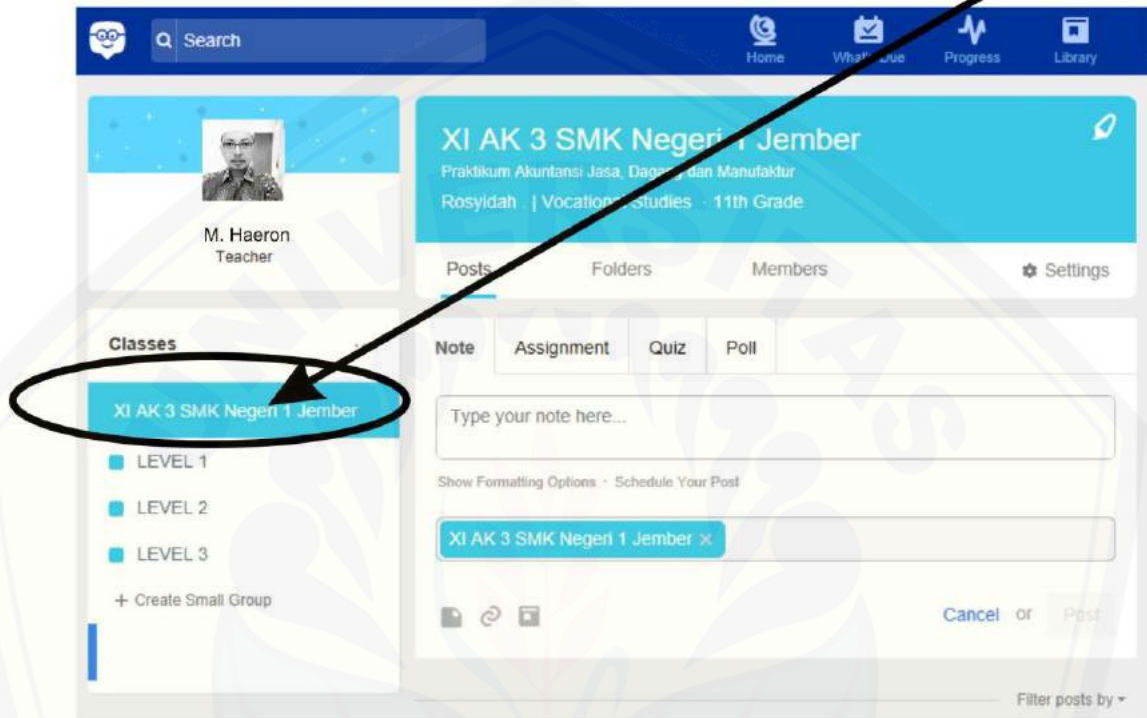 Search
Home
What's Due
Progress
Library
XI AK 3 SMK Negeri 1 Jember
Praktikum Akuntansi Jasa, Dagang dan Manufaktur
Rosyidah . | Vocational Studies · 11th Grade
M. Haeron
Teacher
Posts
Folders
Members
Settings
Classes
Note
Assignment
Quiz
Poll
XI AK 3 SMK Negeri 1 Jember
Type your note here...
LEVEL 1
Show Formatting Options · Schedule Your Post
LEVEL 2
XI AK 3 SMK Negeri 1 Jember ×
LEVEL 3
+ Create Small Group
Cancel or Post
Filter posts by
UNIVERSITAS